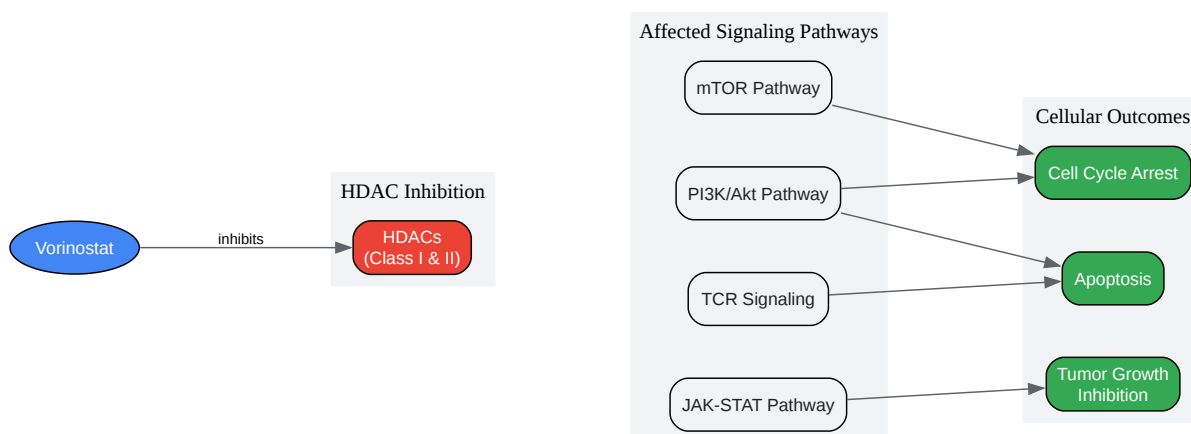 Vorinostat
inhibits
HDAC Inhibition
HDACs
(Class I & II)
Affected Signaling Pathways
mTOR Pathway
PI3K/Akt Pathway
TCR Signaling
JAK-STAT Pathway
Cellular Outcomes
Cell Cycle Arrest
Apoptosis
Tumor Growth
Inhibition